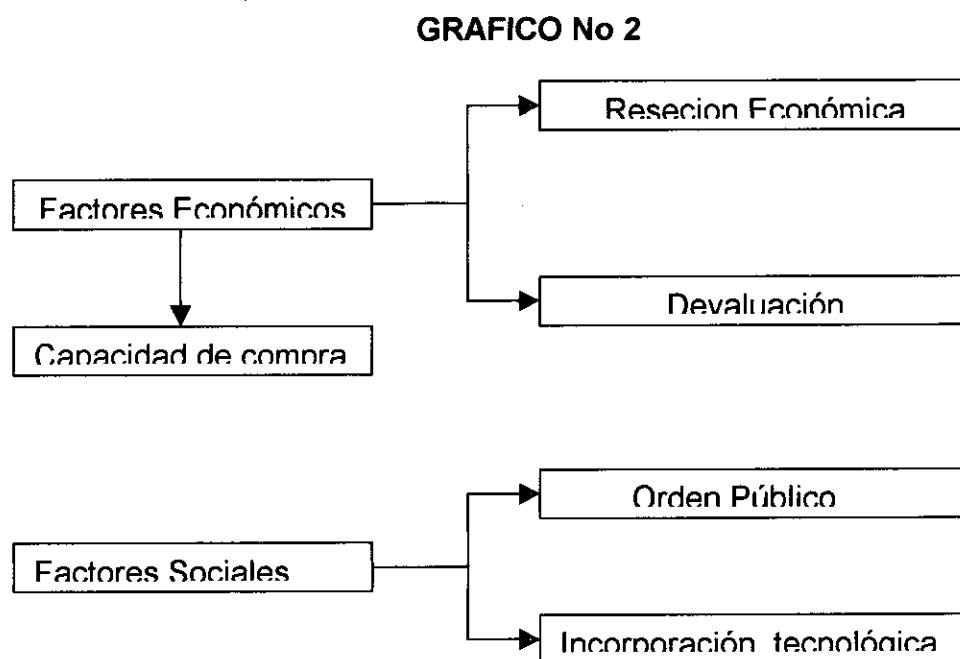 GRAFICO No 2
Resecion Económica
Factores Económicos
Devaluación
Capacidad de compra
Orden Público
Factores Sociales
Incorporación tecnológica